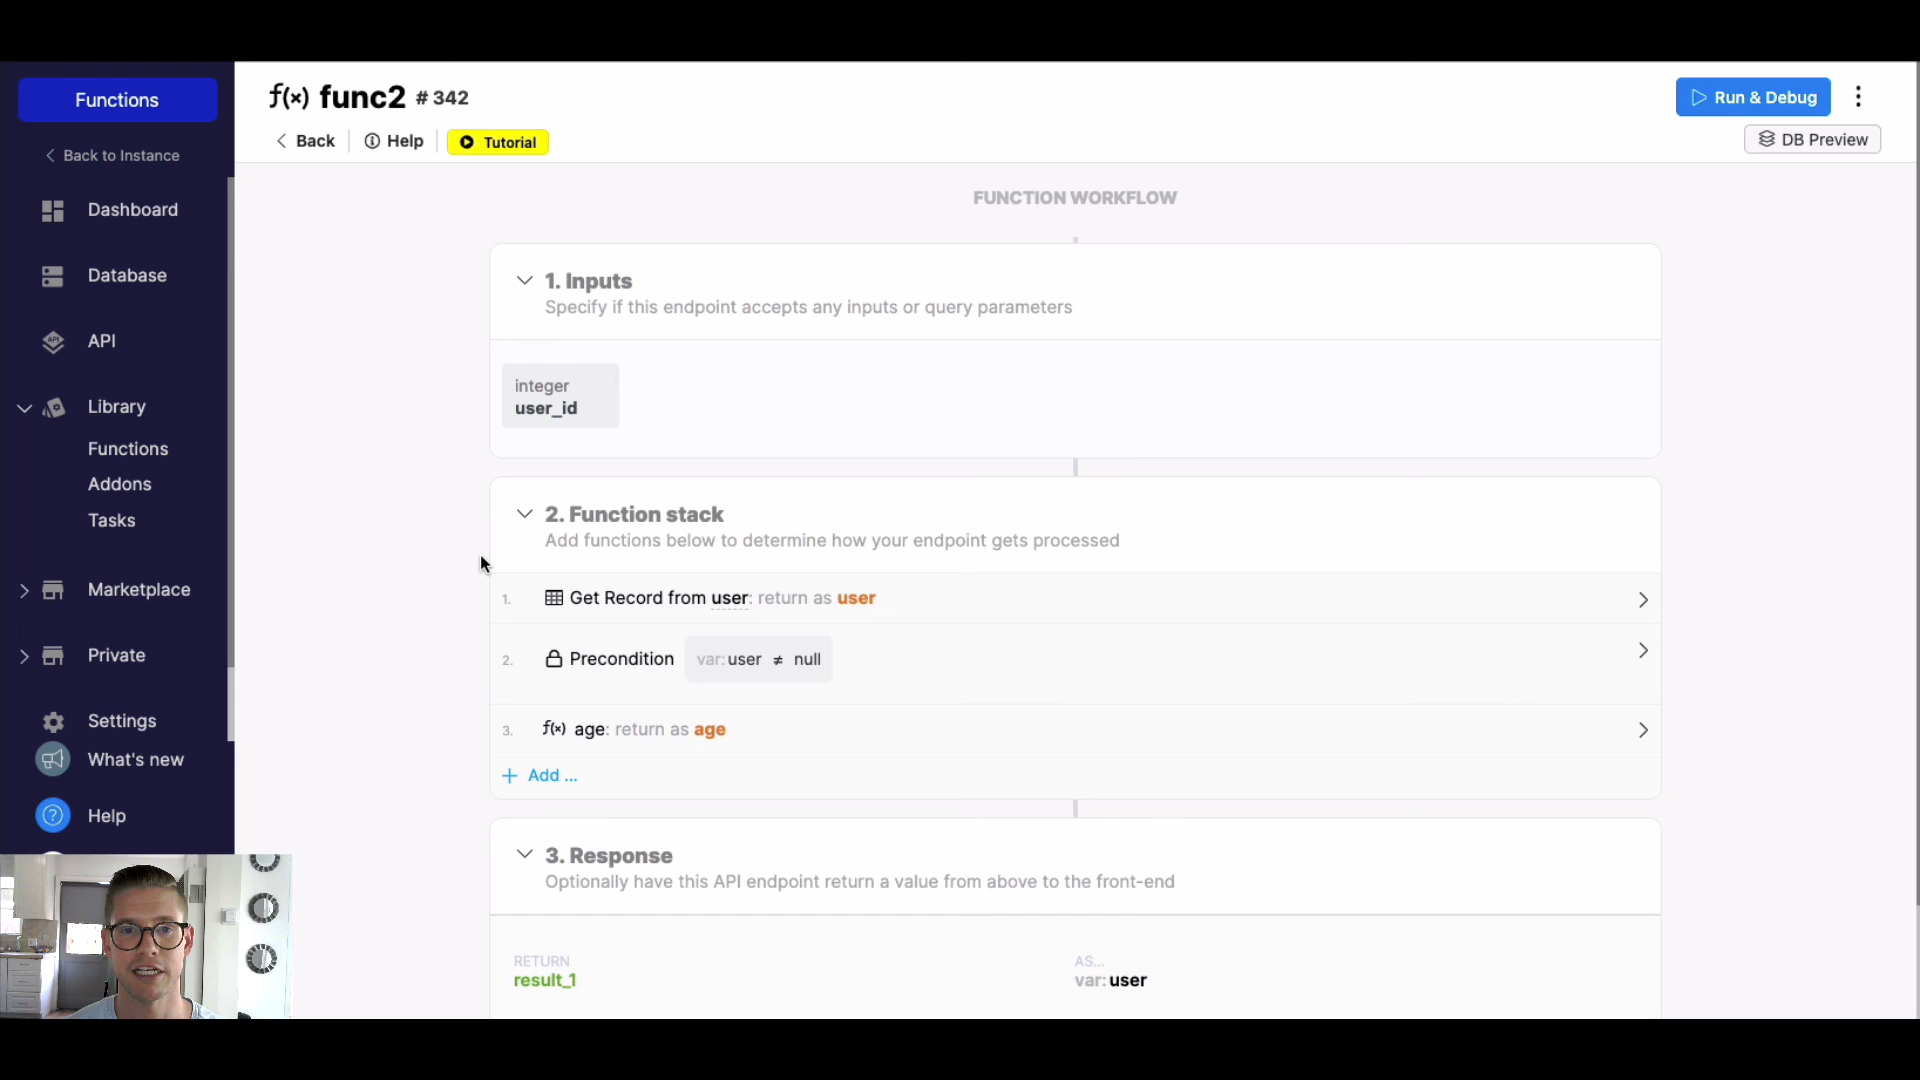 Functions
Back to Instance
Dashboard
Database
API
Library
Functions
Addons
Tasks
Marketplace
Private
Settings
What's new
Help
f(x) func2 # 342
Back
Help
Tutorial
Run & Debug
DB Preview
FUNCTION WORKFLOW
1. Inputs
Specify if this endpoint accepts any inputs or query parameters
integer
user_id
2. Function stack
Add functions below to determine how your endpoint gets processed
1. Get Record from user: return as user
2. Precondition var:user ≠ null
3. f(x) age: return as age
+ Add ...
3. Response
Optionally have this API endpoint return a value from above to the front-end
RETURN
result_1
AS...
var:user